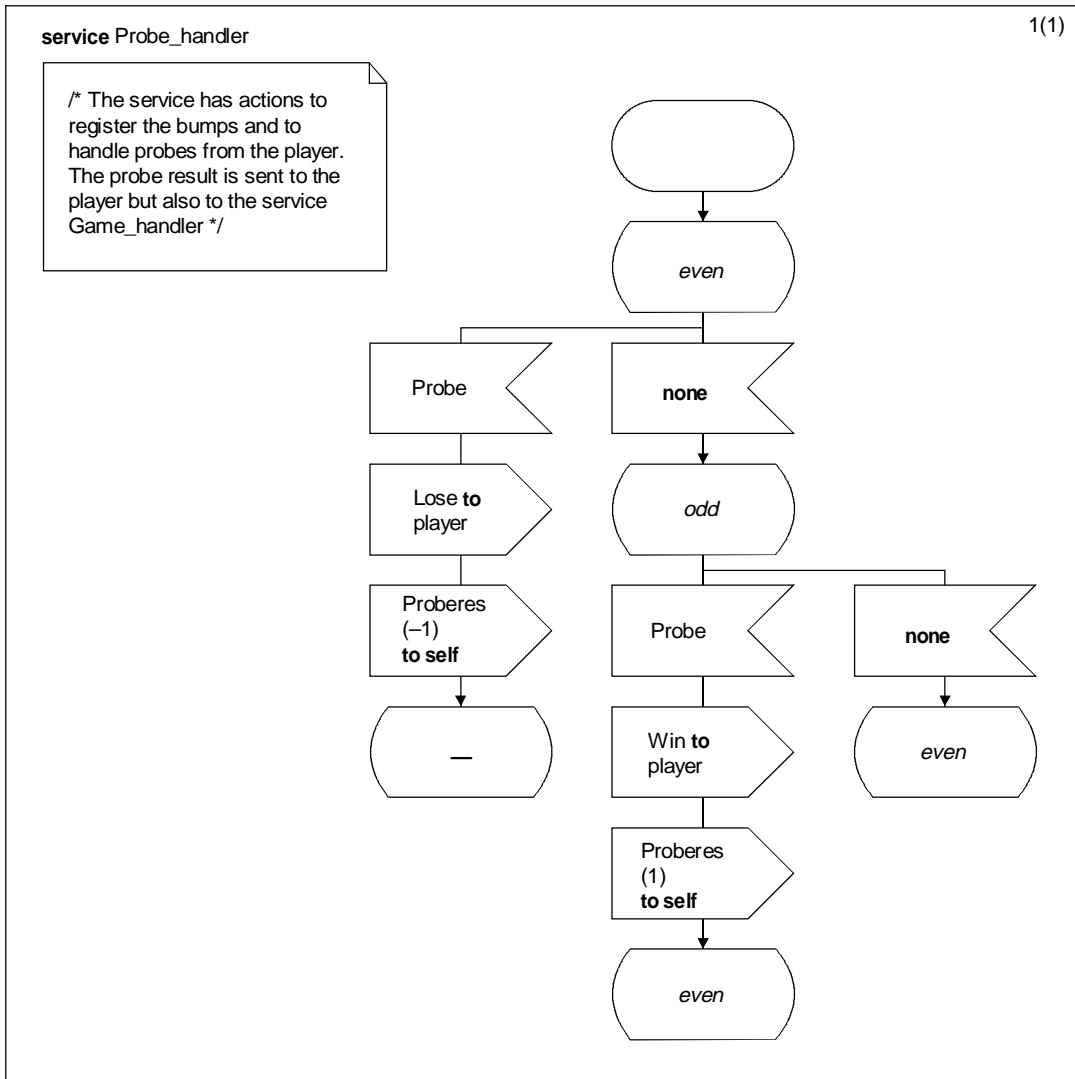 service Probe_handler
1(1)
/* The service has actions to
register the bumps and to
handle probes from the player.
The probe result is sent to the
player but also to the service
Game_handler */
even
Probe
none
Lose to
player
odd
Proberes
(–1)
to self
Probe
none
—
Win to
player
even
Proberes
(1)
to self
even